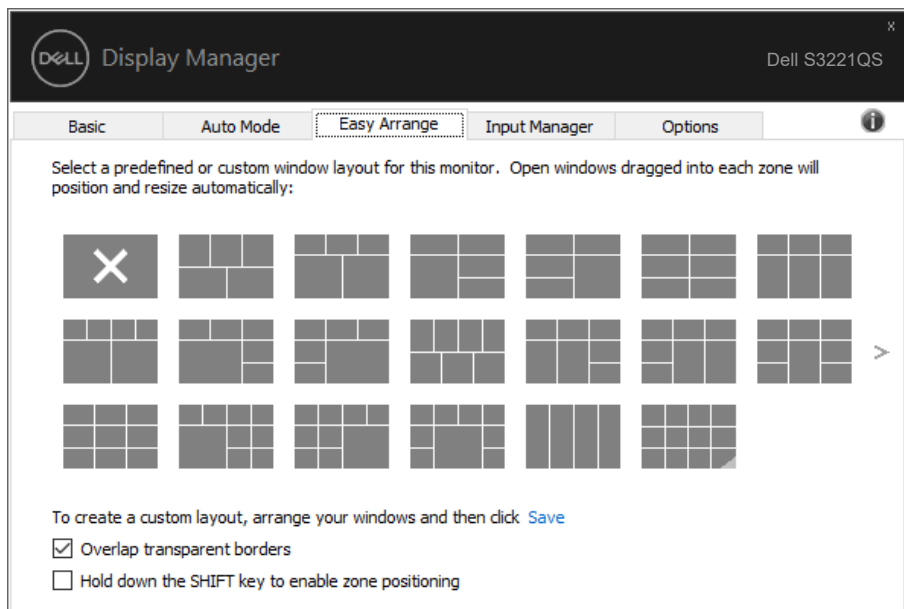 x
DELL Display Manager
Dell S3221QS
Basic Auto Mode Easy Arrange Input Manager Options i
Select a predefined or custom window layout for this monitor. Open windows dragged into each zone will
position and resize automatically:
>
To create a custom layout, arrange your windows and then click Save
Overlap transparent borders
Hold down the SHIFT key to enable zone positioning